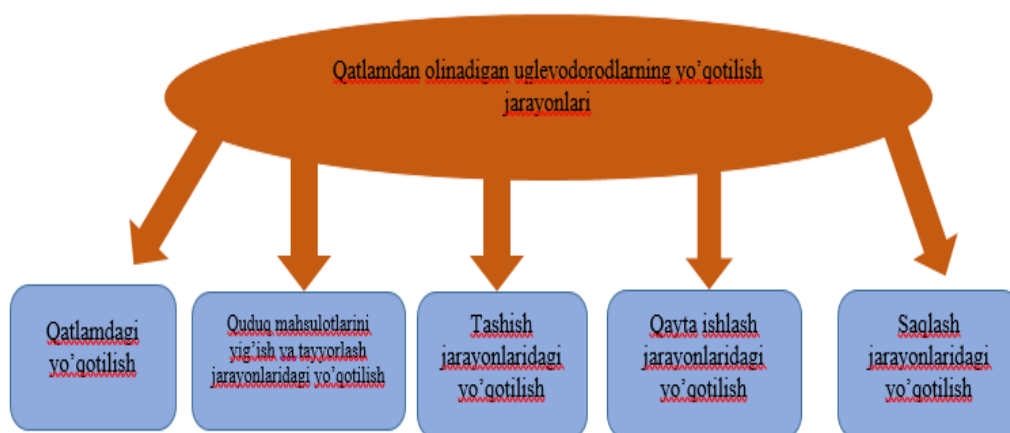 Qatlamdan olinadigan uglevodorodlarning yo’qotilish
jarayonlari
Qatlamdagi
yo’qotilish
Quduq mahsulotlarini
yig’ish va tayyorlash
jarayonlaridagi yo’qotilish
Tashish
jarayonlaridagi
yo’qotilish
Qayta ishlash
jarayonlaridagi
yo’qotilish
Saqlash
jarayonlaridagi
yo’qotilish